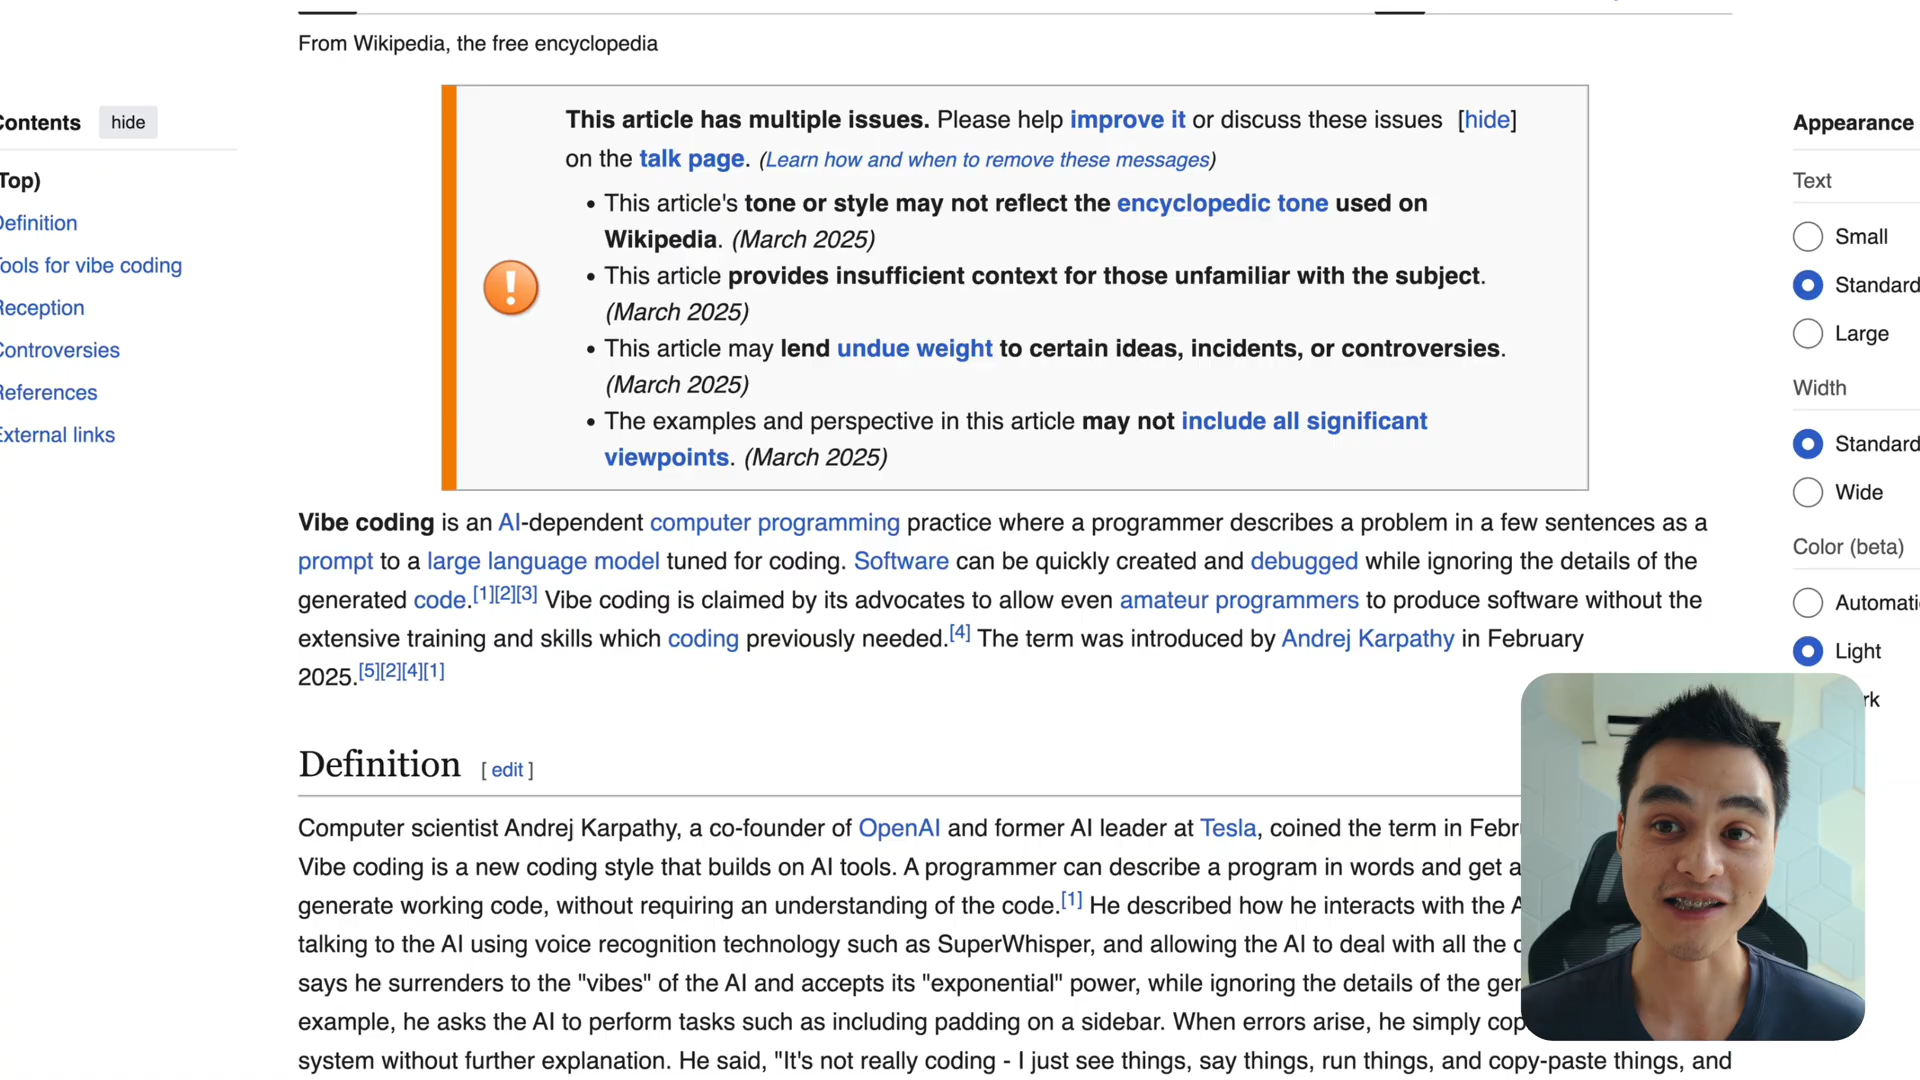 From Wikipedia, the free encyclopedia
Contents hide
(Top)
Definition
Tools for vibe coding
Reception
Controversies
References
External links
This article has multiple issues. Please help improve it or discuss these issues [hide]
on the talk page. (Learn how and when to remove these messages)
• This article's tone or style may not reflect the encyclopedic tone used on
Wikipedia. (March 2025)
• This article provides insufficient context for those unfamiliar with the subject.
(March 2025)
• This article may lend undue weight to certain ideas, incidents, or controversies.
(March 2025)
• The examples and perspective in this article may not include all significant
viewpoints. (March 2025)
Vibe coding is an AI-dependent computer programming practice where a programmer describes a problem in a few sentences as a
prompt to a large language model tuned for coding. Software can be quickly created and debugged while ignoring the details of the
generated code.[1][2][3] Vibe coding is claimed by its advocates to allow even amateur programmers to produce software without the
extensive training and skills which coding previously needed.[4] The term was introduced by Andrej Karpathy in February
2025.[5][2][4][1]
Definition [ edit ]
Computer scientist Andrej Karpathy, a co-founder of OpenAI and former AI leader at Tesla, coined the term in Febr
Vibe coding is a new coding style that builds on AI tools. A programmer can describe a program in words and get a
generate working code, without requiring an understanding of the code.[1] He described how he interacts with the A
talking to the AI using voice recognition technology such as SuperWhisper, and allowing the AI to deal with all the
says he surrenders to the "vibes" of the AI and accepts its "exponential" power, while ignoring the details of the ger
example, he asks the AI to perform tasks such as including padding on a sidebar. When errors arise, he simply cop
system without further explanation. He said, "It's not really coding - I just see things, say things, run things, and copy-paste things, and
Appearance
Text
Small
Standard
Large
Width
Standard
Wide
Color (beta)
Automati
Light
rk